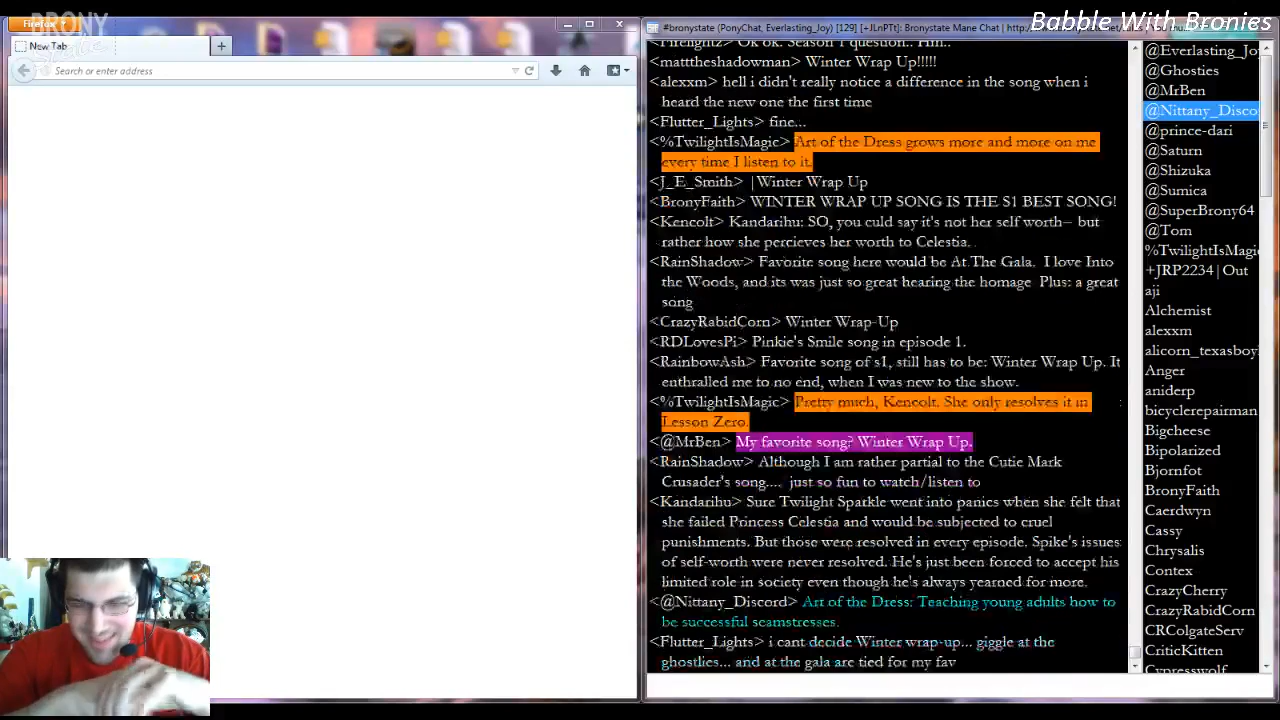 BRONY
Babble With Bronies
Firefox
New Tab
Search or enter address
#bronystate (PonyChat, Everlasting_Joy) [129] [+JLnPTt]: Bronystate Mane Chat | http://
<Firelightz> Ok ok. Season 1 question.. Hm..
<matttheshadowman> Winter Wrap Up!!!!!
<alexxm> hell i didn't really notice a difference in the song when i
heard the new one the first time
<Flutter_Lights> fine...
<%TwilightIsMagic> Art of the Dress grows more and more on me
every time I listen to it.
<J_E_Smith> |Winter Wrap Up
<BronyFaith> WINTER WRAP UP SONG IS THE S1 BEST SONG!
<Kencolt> Kandarihu: SO, you culd say it's not her self worth— but
rather how she percieves her worth to Celestia.
<RainShadow> Favorite song here would be At The Gala.  I love Into
the Woods, and its was just so great hearing the homage  Plus: a great
song
<CrazyRabidCorn> Winter Wrap-Up
<RDLovesPi> Pinkie's Smile song in episode 1.
<RainbowAsh> Favorite song of s1, still has to be: Winter Wrap Up. It
enthralled me to no end, when I was new to the show.
<%TwilightIsMagic> Pretty much, Kencolt. She only resolves it in
Lesson Zero.
<@MrBen> My favorite song? Winter Wrap Up.
<RainShadow> Although I am rather partial to the Cutie Mark
Crusader's song....  just so fun to watch/listen to
<Kandarihu> Sure Twilight Sparkle went into panics when she felt that
she failed Princess Celestia and would be subjected to cruel
punishments. But those were resolved in every episode. Spike's issues
of self-worth were never resolved. He's just been forced to accept his
limited role in society even though he's always yearned for more.
<@Nittany_Discord> Art of the Dress: Teaching young adults how to
be successful seamstresses.
<Flutter_Lights> i cant decide Winter wrap-up... giggle at the
ghostlies... and at the gala are tied for my fav
@Everlasting_Jo
@Ghosties
@MrBen
@Nittany_Disco
@prince-dari
@Saturn
@Shizuka
@Sumica
@SuperBrony64
@Tom
%TwilightIsMagi
+JRP2234|Out
aji
Alchemist
alexxm
alicorn_texasboy
Anger
aniderp
bicyclerepairman
Bigcheese
Bipolarized
Bjornfot
BronyFaith
Caerdwyn
Cassy
Chrysalis
Context
CrazyCherry
CrazyRabidCorn
CRColgateServ
CriticKitten
Cypresswolf